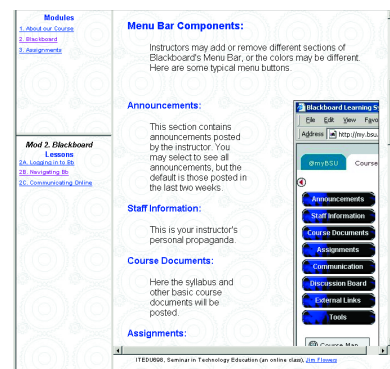 Modules
1. About our Course
2. Blackboard
3. Assignments
Mod 2. Blackboard
Lessons
2A. Logging in to Bb
2B. Navigating Bb
2C. Communicating Online
Menu Bar Components:
Instructors may add or remove different sections of
Blackboard's Menu Bar, or the colors may be different.
Here are some typical menu buttons.
Announcements:
This section contains
announcements posted
by the instructor. You
may select to see all
announcements, but the
default is those posted in
the last two weeks.
Staff Information:
This is your instructor's
personal propaganda.
Course Documents:
Here the syllabus and
other basic course
documents will be
posted.
Assignments:
Blackboard Learning Sy
File Edit View Favo
Address http://my.bsu.
@myBSU Course
Announcements
Staff Information
Course Documents
Assignments
Communication
Discussion Board
External Links
Tools
Course Map
ITEDU698, Seminar in Technology Education (an online class), Jim Flowers